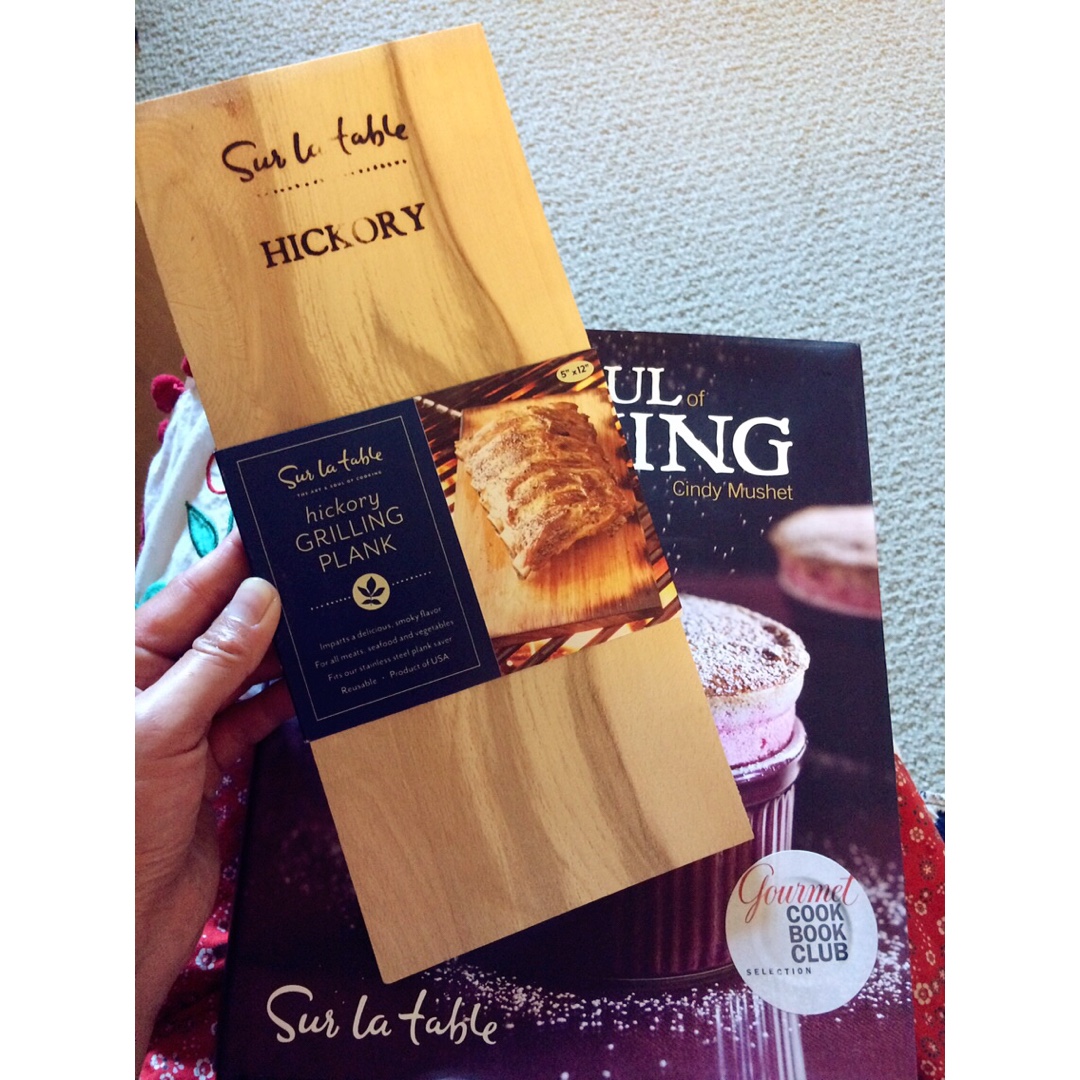 Sur la table
HICKORY
5" x 12"
Sur la table
THE ART & SOUL OF COOKING
hickory
GRILLING
PLANK
Imparts a delicious, smoky flavor
For all meats, seafood and vegetables
Fits our stainless steel plank saver
Reusable • Product of USA
UL of
ING
Cindy Mushet
Gourmet
COOK
BOOK
CLUB
SELECTION
Sur la table